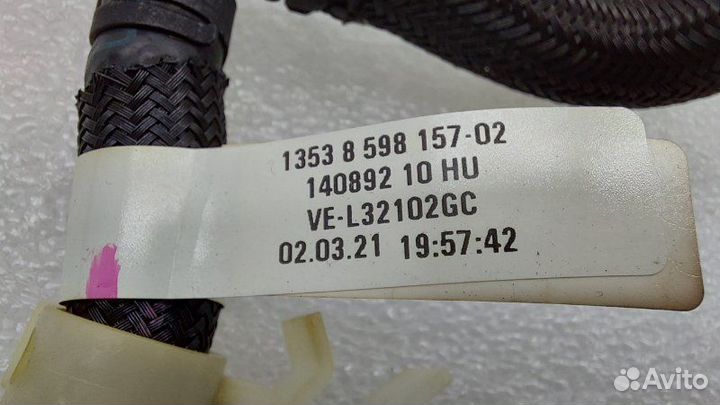 1353 8 598 157-02
140892 10 HU
VE-L32102GC
02.03.21 19:57:42
Avito